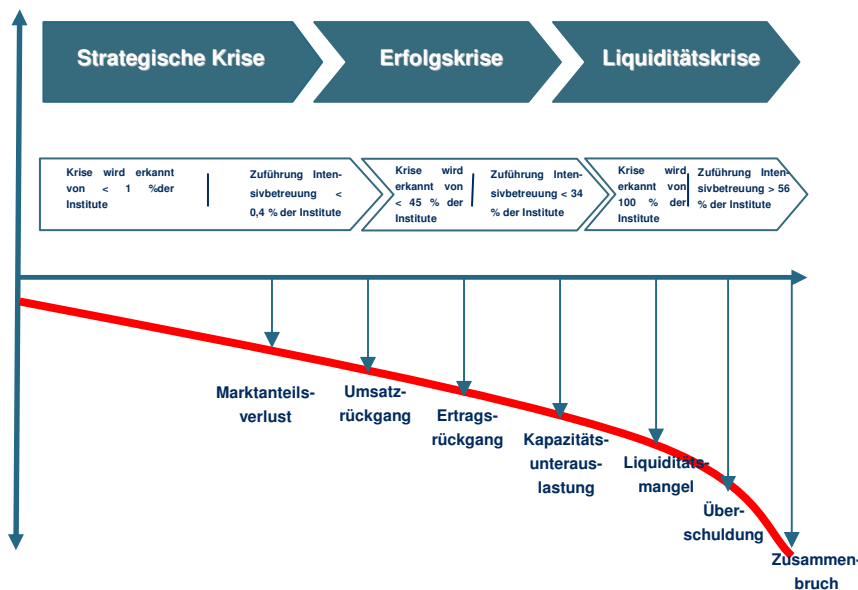 Strategische Krise
Erfolgskrise
Liquiditätskrise
Krise wird erkannt
von < 1 %der
Institute
Zuführung Inten-
sivbetreuung <
0,4 % der Institute
Krise wird
erkannt von
< 45 % der
Institute
Zuführung Inten-
sivbetreuung < 34
% der Institute
Krise wird
erkannt von
100 % der
Institute
Zuführung Inten-
sivbetreuung > 56
% der Institute
Marktanteils-
verlust
Umsatz-
rückgang
Ertrags-
rückgang
Kapazitäts-
unteraus-
lastung
Liquiditäts-
mangel
Über-
schuldung
Zusammen-
bruch